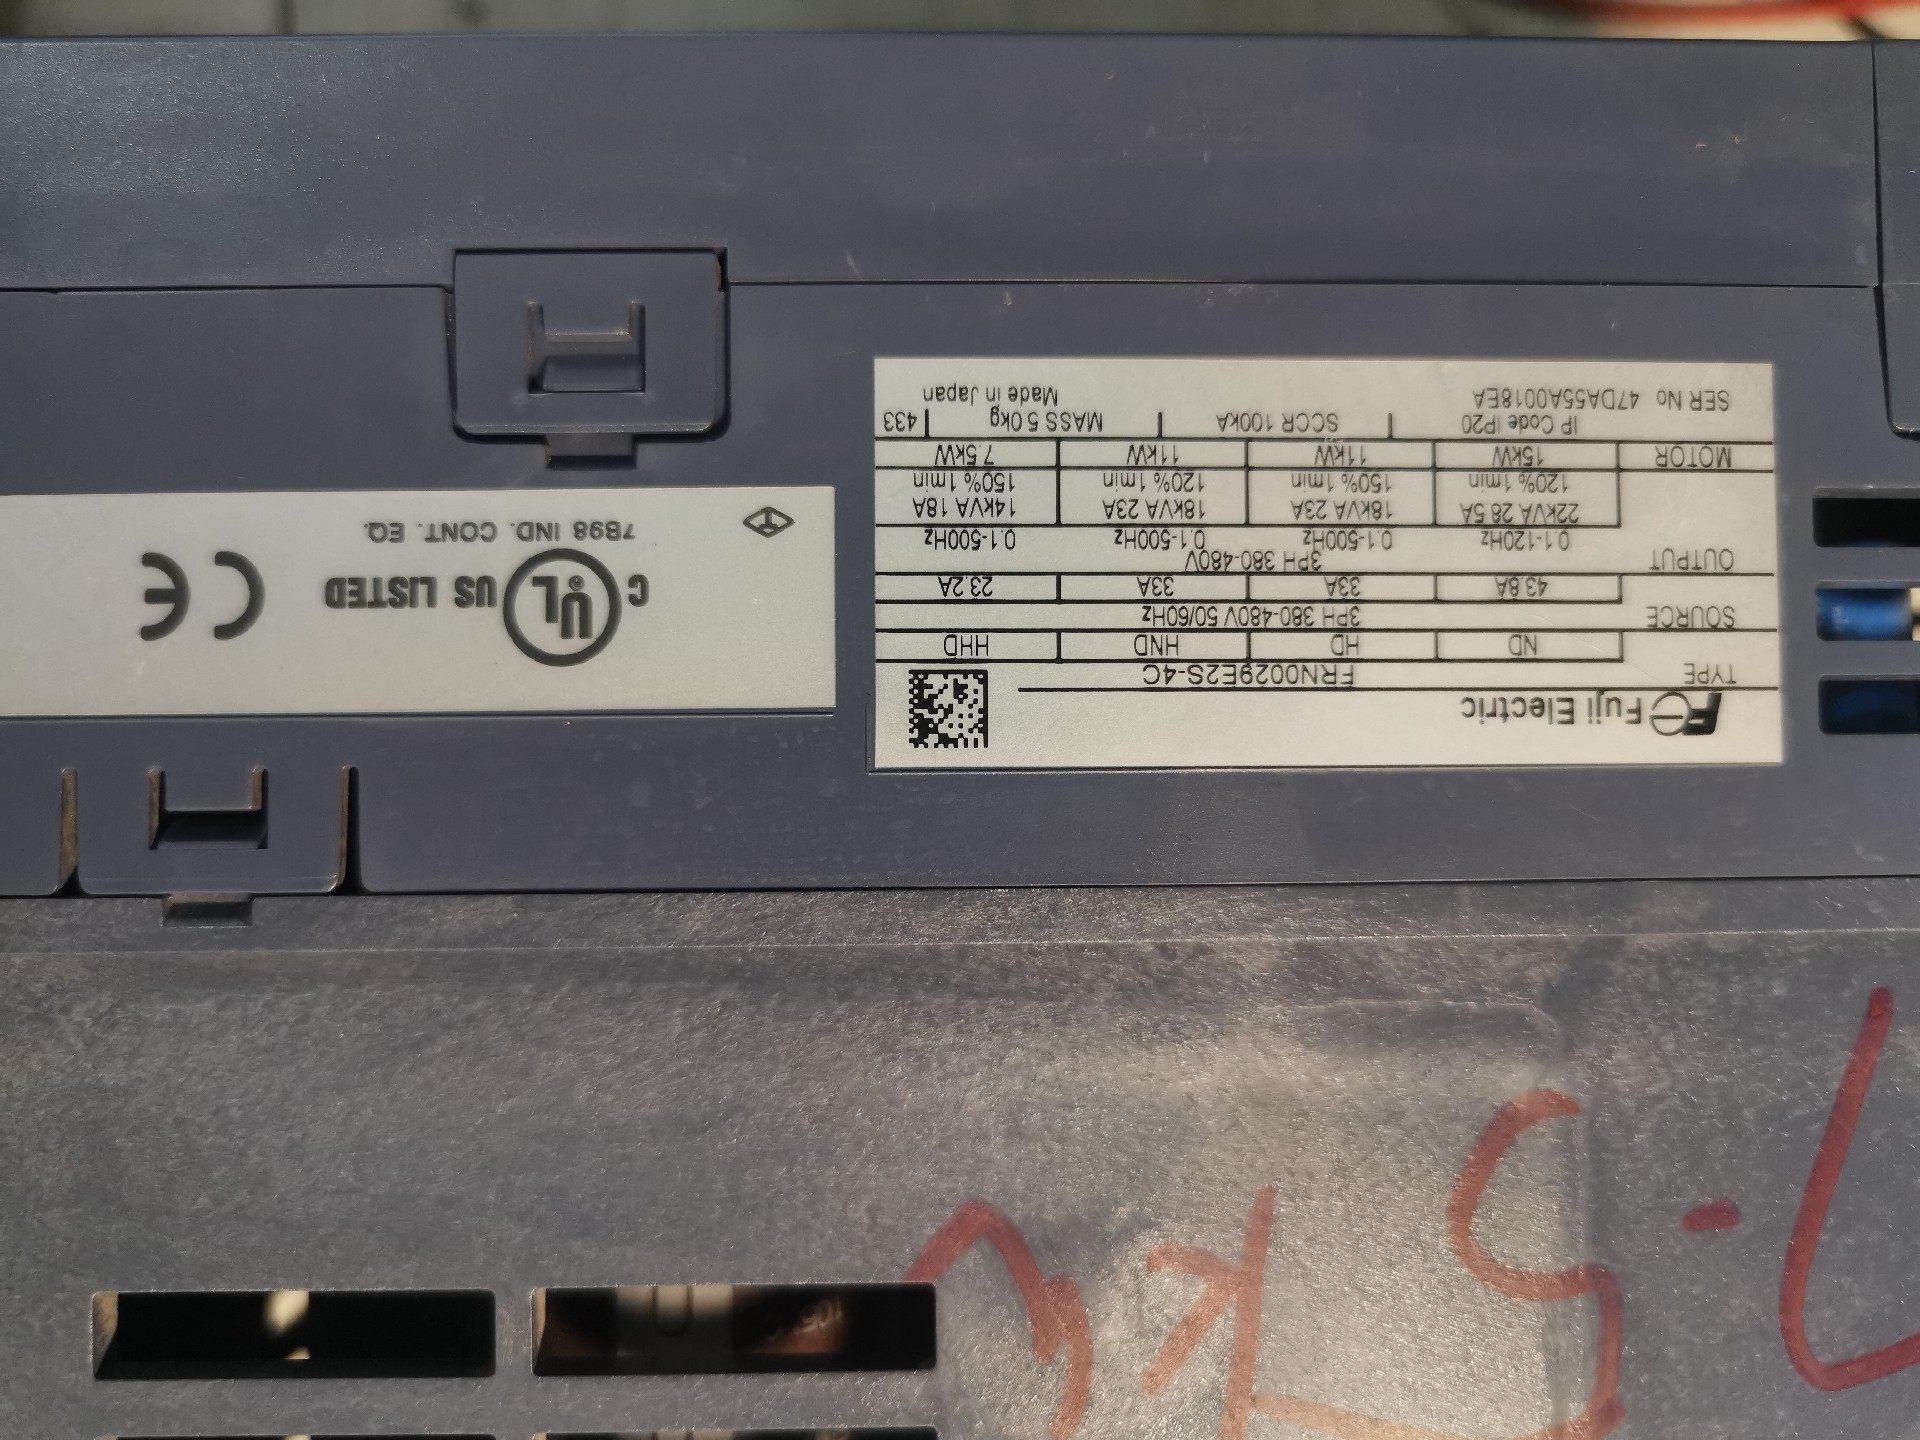 Fuji Electric
TYPE FRN0029E2S-4C
ND HD HND HHD
SOURCE 3PH 380-480V 50/60Hz
43.8A 33A 33A 23.2A
OUTPUT 3PH 380-480V
0.1-120Hz 0.1-500Hz 0.1-500Hz 0.1-500Hz
22kVA 28.5A 18kVA 23A 18kVA 23A 14kVA 18A
120% 1min 150% 1min 120% 1min 150% 1min
MOTOR 15kW 11kW 11kW 7.5kW
IP Code IP20 SCCR 100kA MASS 5.0kg 433
SER No 47DA55A0018EA Made in Japan
C UL US LISTED CE
7B98 IND. CONT. EQ.
7.5k